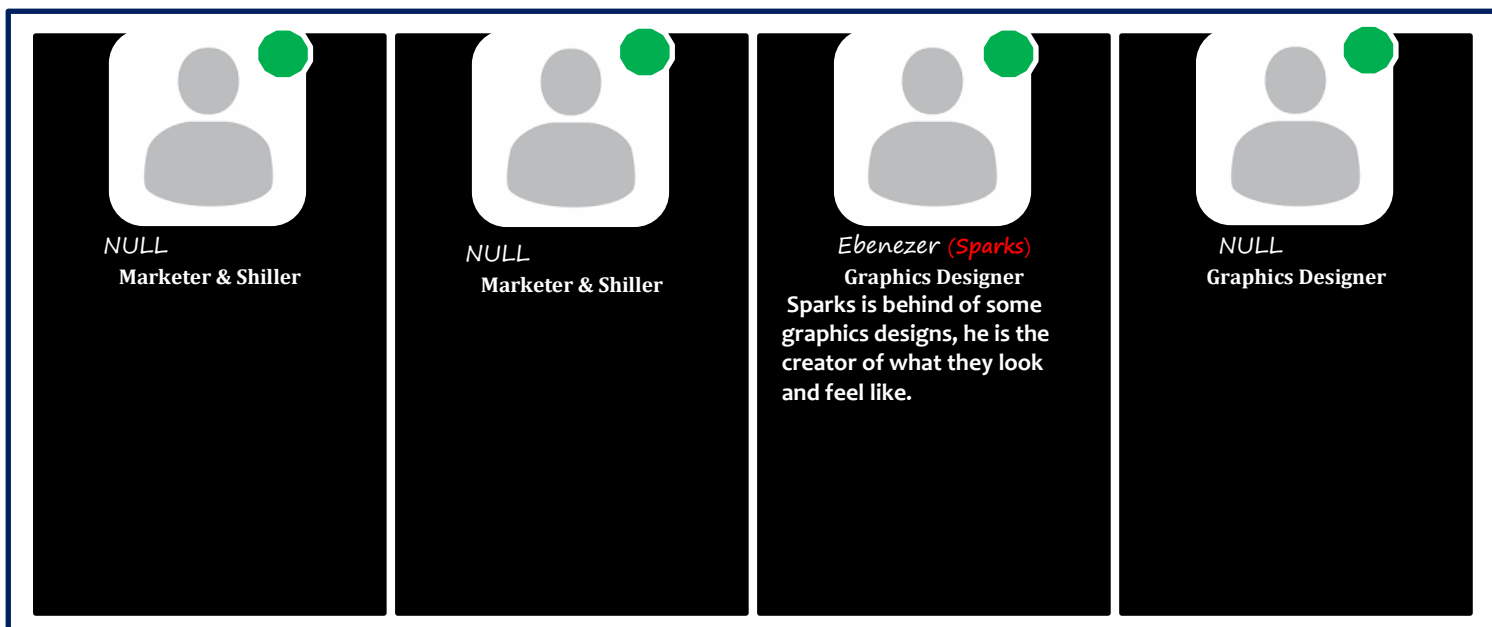 NULL
Marketer & Shiller
NULL
Marketer & Shiller
Ebenezer (Sparks)
Graphics Designer
Sparks is behind of some
graphics designs, he is the
creator of what they look
and feel like.
NULL
Graphics Designer